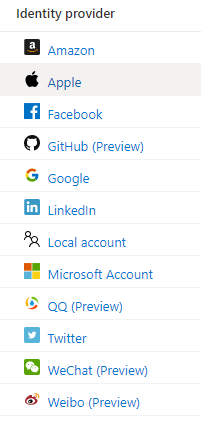 Identity provider
Amazon
Apple
Facebook
GitHub (Preview)
Google
LinkedIn
Local account
Microsoft Account
QQ (Preview)
Twitter
WeChat (Preview)
Weibo (Preview)